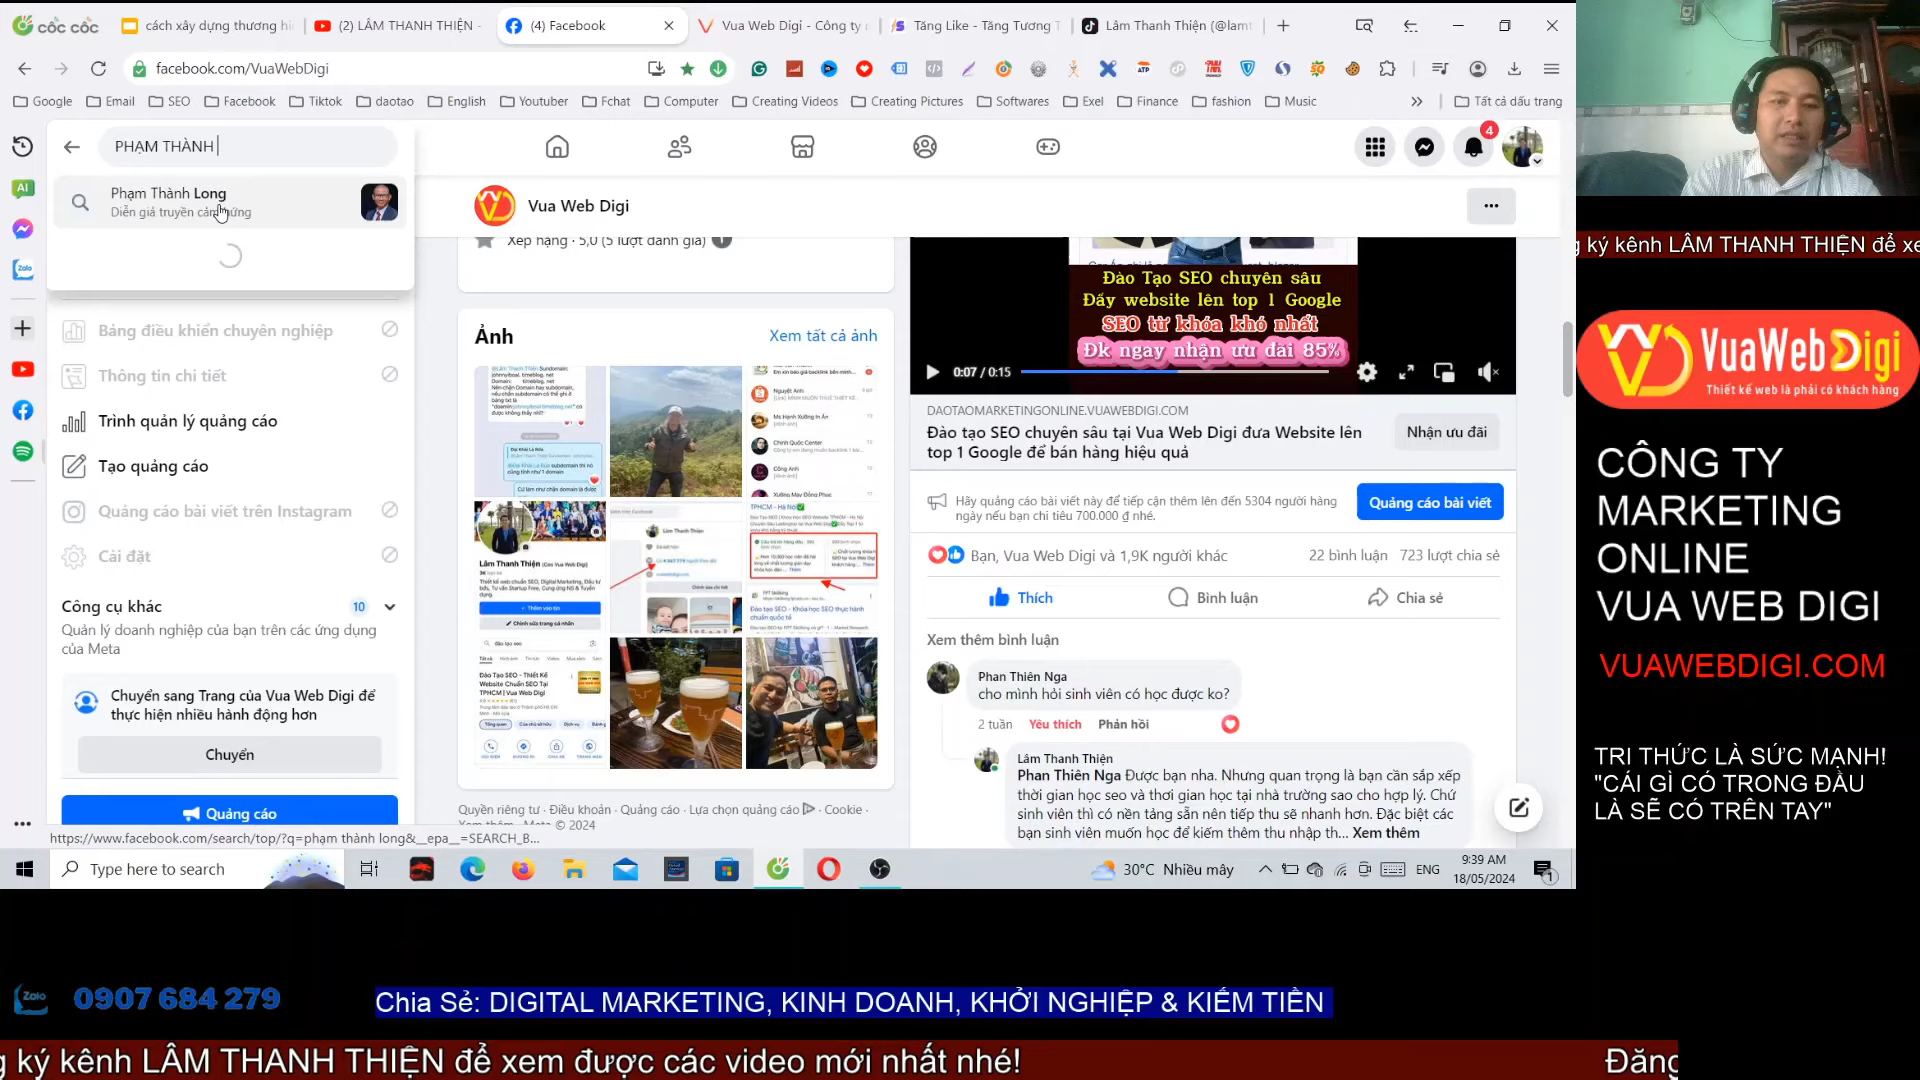 cốc cốc
cách xây dựng thương hi
(2) LÂM THANH THIỆN -
(4) Facebook
Vua Web Digi - Công ty
Tăng Like - Tăng Tương T
Lâm Thanh Thiện (@lamt
facebook.com/VuaWebDigi
Google
Email
SEO
Facebook
Tiktok
daotao
English
Youtuber
Fchat
Computer
Creating Videos
Creating Pictures
Softwares
Exel
Finance
fashion
Music
Tất cả dấu trang
PHẠM THÀNH
4
Phạm Thành Long
Diễn giả truyền cảm hứng
Vua Web Digi
Xếp hạng · 5,0 (5 lượt đánh giá)
Bảng điều khiển chuyên nghiệp
Thông tin chi tiết
Trình quản lý quảng cáo
Tạo quảng cáo
Quảng cáo bài viết trên Instagram
Cài đặt
Công cụ khác
10
Quản lý doanh nghiệp của bạn trên các ứng dụng
của Meta
Chuyển sang Trang của Vua Web Digi để
thực hiện nhiều hành động hơn
Chuyển
Quảng cáo
https://www.facebook.com/search/top/?q=phạm thành long&__epa__=SEARCH_B...
Ảnh
Xem tất cả ảnh
Quyền riêng tư · Điều khoản · Quảng cáo · Lựa chọn quảng cáo · Cookie ·
Xem thêm · Meta © 2024
Đào Tạo SEO chuyên sâu
Đẩy website lên top 1 Google
SEO từ khóa khó nhất
Đk ngay nhận ưu đãi 85%
0:07 / 0:15
DAOTAOMARKETINGONLINE.VUAWEBDIGI.COM
Đào tạo SEO chuyên sâu tại Vua Web Digi đưa Website lên
top 1 Google để bán hàng hiệu quả
Nhận ưu đãi
Hãy quảng cáo bài viết này để tiếp cận thêm lên đến 5304 người hàng
ngày nếu bạn chi tiêu 700.000 ₫ nhé.
Quảng cáo bài viết
Bạn, Vua Web Digi và 1,9K người khác
22 bình luận
723 lượt chia sẻ
Thích
Bình luận
Chia sẻ
Xem thêm bình luận
Phan Thiên Nga
cho mình hỏi sinh viên có học được ko?
2 tuần
Yêu thích
Phản hồi
Lâm Thanh Thiện
Phan Thiên Nga Được bạn nha. Nhưng quan trọng là bạn cần sắp xếp
thời gian học seo và thơi gian học tại nhà trường sao cho hợp lý. Chứ
sinh viên thì có nền tảng sẵn nên tiếp thu sẽ nhanh hơn. Đặc biệt các
bạn sinh viên muốn học để kiếm thêm thu nhập th... Xem thêm
Type here to search
30°C Nhiều mây
ENG
9:39 AM
18/05/2024
1
g ký kênh LÂM THANH THIỆN để xe
VuaWebDigi
Thiết kế web là phải có khách hàng
CÔNG TY
MARKETING
ONLINE
VUA WEB DIGI
VUAWEBDIGI.COM
TRI THỨC LÀ SỨC MẠNH!
"CÁI GÌ CÓ TRONG ĐẦU
LÀ SẼ CÓ TRÊN TAY"
Zalo
0907 684 279
Chia Sẻ: DIGITAL MARKETING, KINH DOANH, KHỞI NGHIỆP & KIẾM TIỀN
g ký kênh LÂM THANH THIỆN để xem được các video mới nhất nhé!
Đăng